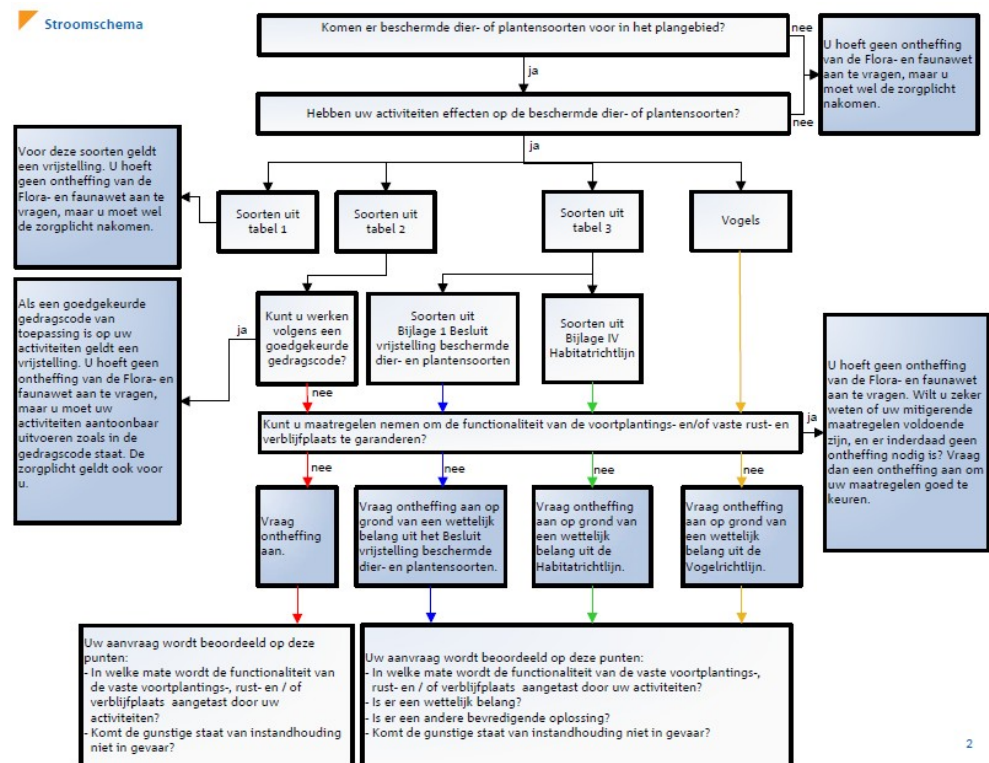 Stroomschema
Komen er beschermde dier- of plantensoorten voor in het plangebied?
nee
U hoeft geen ontheffing
van de Flora- en faunawet
aan te vragen, maar u
moet wel de zorgplicht
nakomen.
ja
Hebben uw activiteiten effecten op de beschermde dier- of plantensoorten?
nee
ja
Voor deze soorten geldt
een vrijstelling. U hoeft
geen ontheffing van de
Flora- en faunawet aan te
vragen, maar u moet wel
de zorgplicht nakomen.
Soorten uit
tabel 1
Soorten uit
tabel 2
Soorten uit
tabel 3
Vogels
Als een goedgekeurde
gedragscode van
toepassing is op uw
activiteiten geldt een
vrijstelling. U hoeft geen
ontheffing van de Flora- en
faunawet aan te vragen,
maar u moet uw
activiteiten aantoonbaar
uitvoeren zoals in de
gedragscode staat. De
zorgplicht geldt ook voor
u.
ja
Kunt u werken
volgens een
goedgekeurde
gedragscode?
Soorten uit
Bijlage 1 Besluit
vrijstelling beschermde
dier- en plantensoorten
Soorten uit
Bijlage IV
Habitatrichtlijn
nee
Kunt u maatregelen nemen om de functionaliteit van de voortplantings- en/of vaste rust- en
verblijfplaats te garanderen?
ja
U hoeft geen ontheffing
van de Flora- en faunawet
aan te vragen. Wilt u zeker
weten of uw mitigerende
maatregelen voldoende
zijn, en er inderdaad geen
ontheffing nodig is? Vraag
dan een ontheffing aan om
uw maatregelen goed te
keuren.
nee
nee
nee
nee
Vraag
ontheffing
aan.
Vraag ontheffing aan op
grond van een wettelijk
belang uit het Besluit
vrijstelling beschermde
dier- en plantensoorten.
Vraag ontheffing
aan op grond van
een wettelijk
belang uit de
Habitatrichtlijn.
Vraag ontheffing
aan op grond van
een wettelijk
belang uit de
Vogelrichtlijn.
Uw aanvraag wordt beoordeeld op deze
punten:
- In welke mate wordt de functionaliteit van
de vaste voortplantings-, rust- en / of
verblijfplaats aangetast door uw
activiteiten?
- Komt de gunstige staat van instandhouding
niet in gevaar?
Uw aanvraag wordt beoordeeld op deze punten:
- In welke mate wordt de functionaliteit van de vaste voortplantings-,
rust- en / of verblijfplaats aangetast door uw activiteiten?
- Is er een wettelijk belang?
- Is er een andere bevredigende oplossing?
- Komt de gunstige staat van instandhouding niet in gevaar?
2